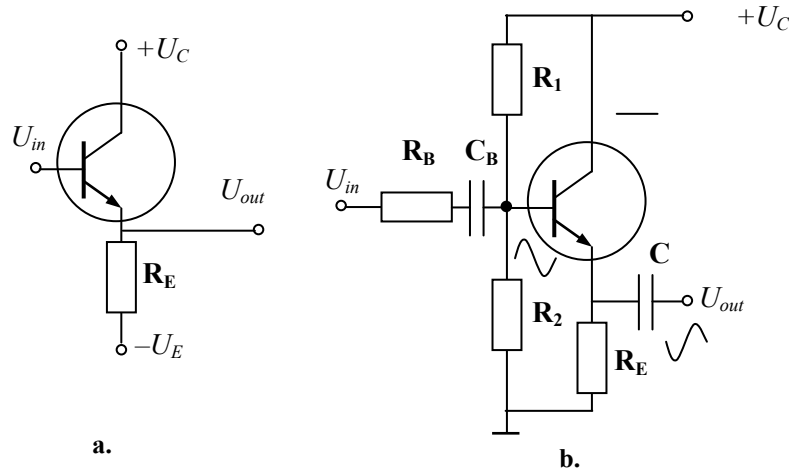 +U_C
U_in
U_out
R_E
–U_E
a.
+U_C
R_1
R_B
C_B
U_in
C
U_out
R_2
R_E
b.